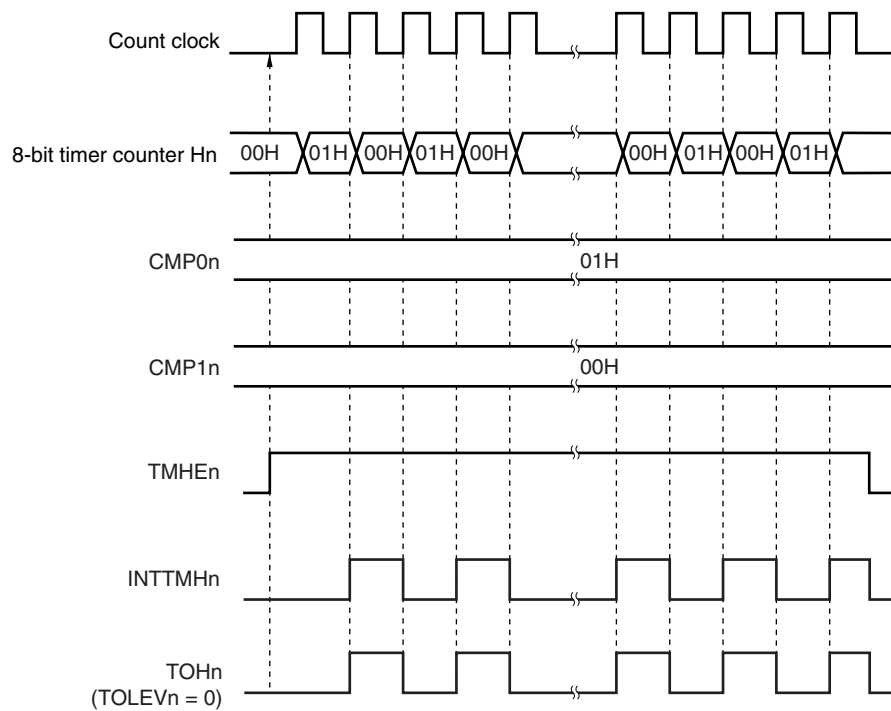 Count clock
8-bit timer counter Hn 00H 01H 00H 01H 00H 00H 01H 00H 01H
CMP0n 01H
CMP1n 00H
TMHEn
INTTMHn
TOHn
(TOLEVn = 0)